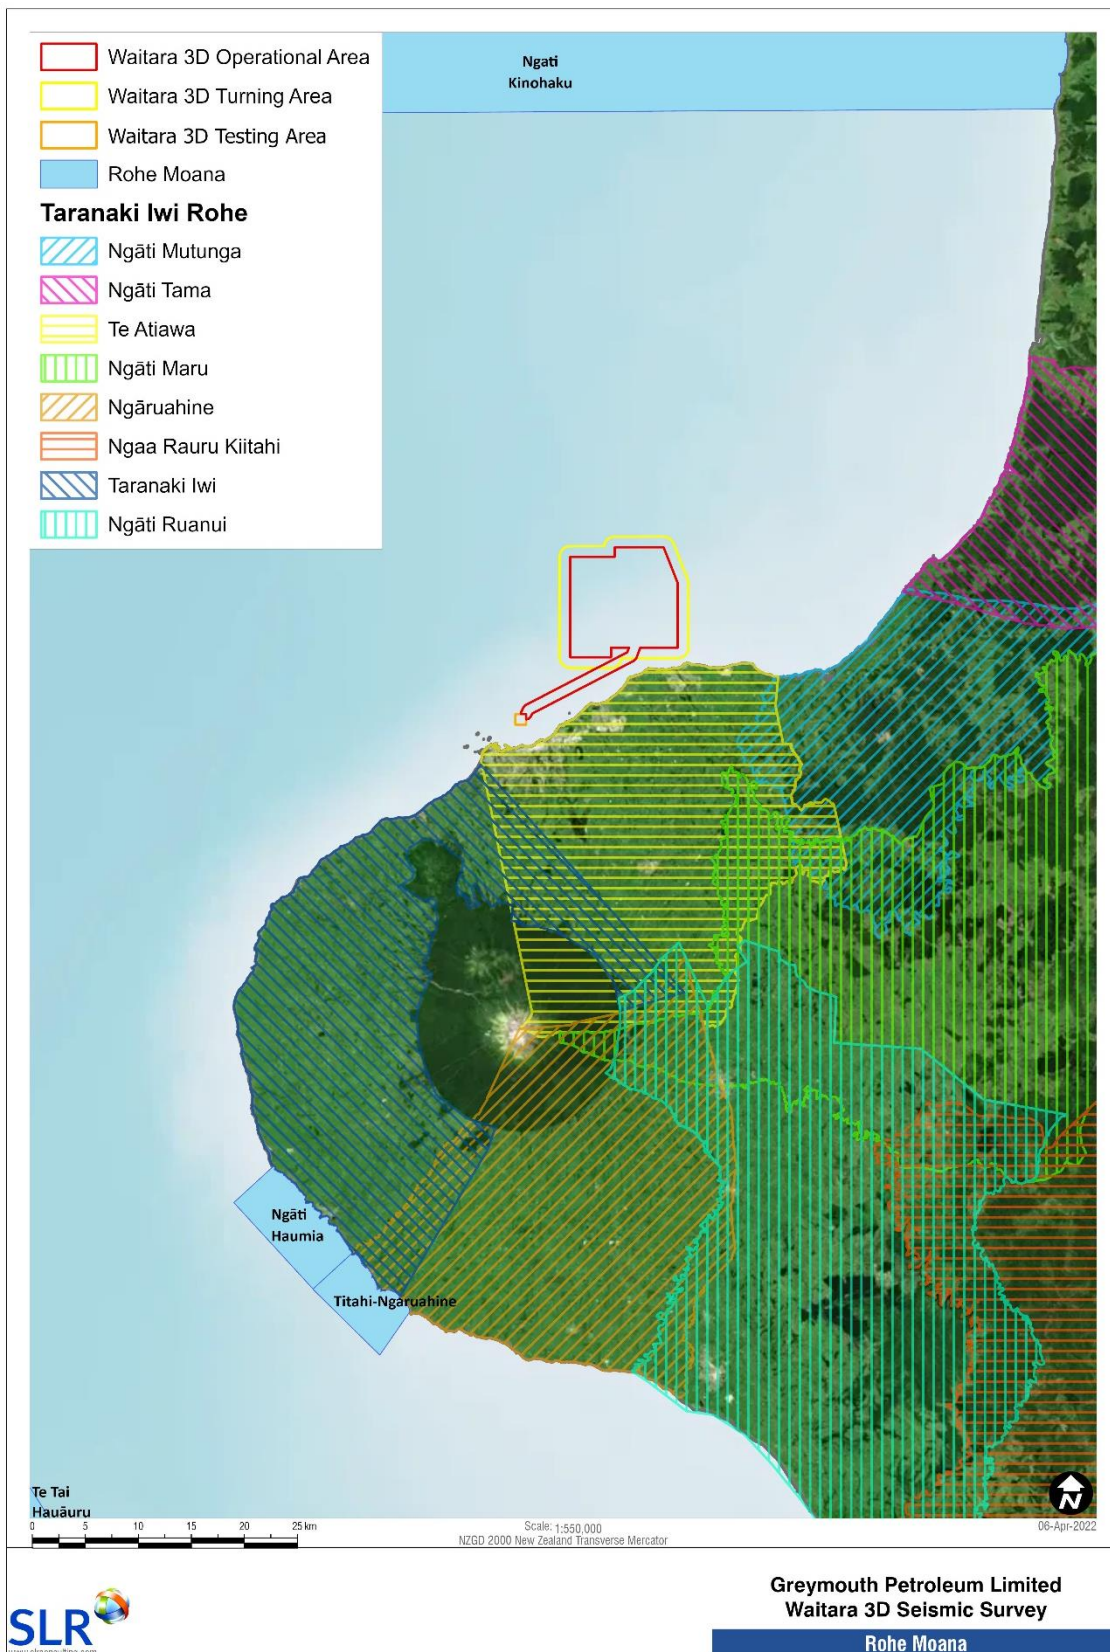 Waitara 3D Operational Area
Waitara 3D Turning Area
Waitara 3D Testing Area
Rohe Moana
Taranaki Iwi Rohe
Ngāti Mutunga
Ngāti Tama
Te Atiawa
Ngāti Maru
Ngāruahine
Ngaa Rauru Kiitahi
Taranaki Iwi
Ngāti Ruanui
Ngati
Kinohaku
Ngāti
Haumia
Titahi-Ngaruahine
Te Tai
Hauāuru
0 5 10 15 20 25 km
Scale: 1:550,000
NZGD 2000 New Zealand Transverse Mercator
N
06-Apr-2022
SLR
Greymouth Petroleum Limited
Waitara 3D Seismic Survey
Rohe Moana